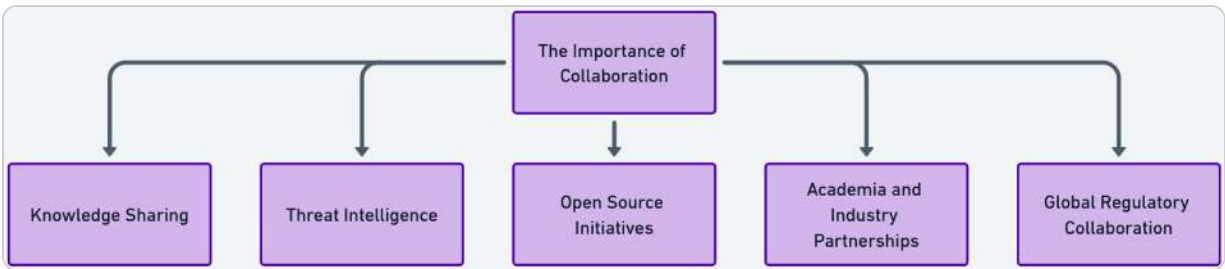 The Importance of
Collaboration
Knowledge Sharing
Threat Intelligence
Open Source
Initiatives
Academia and
Industry
Partnerships
Global Regulatory
Collaboration